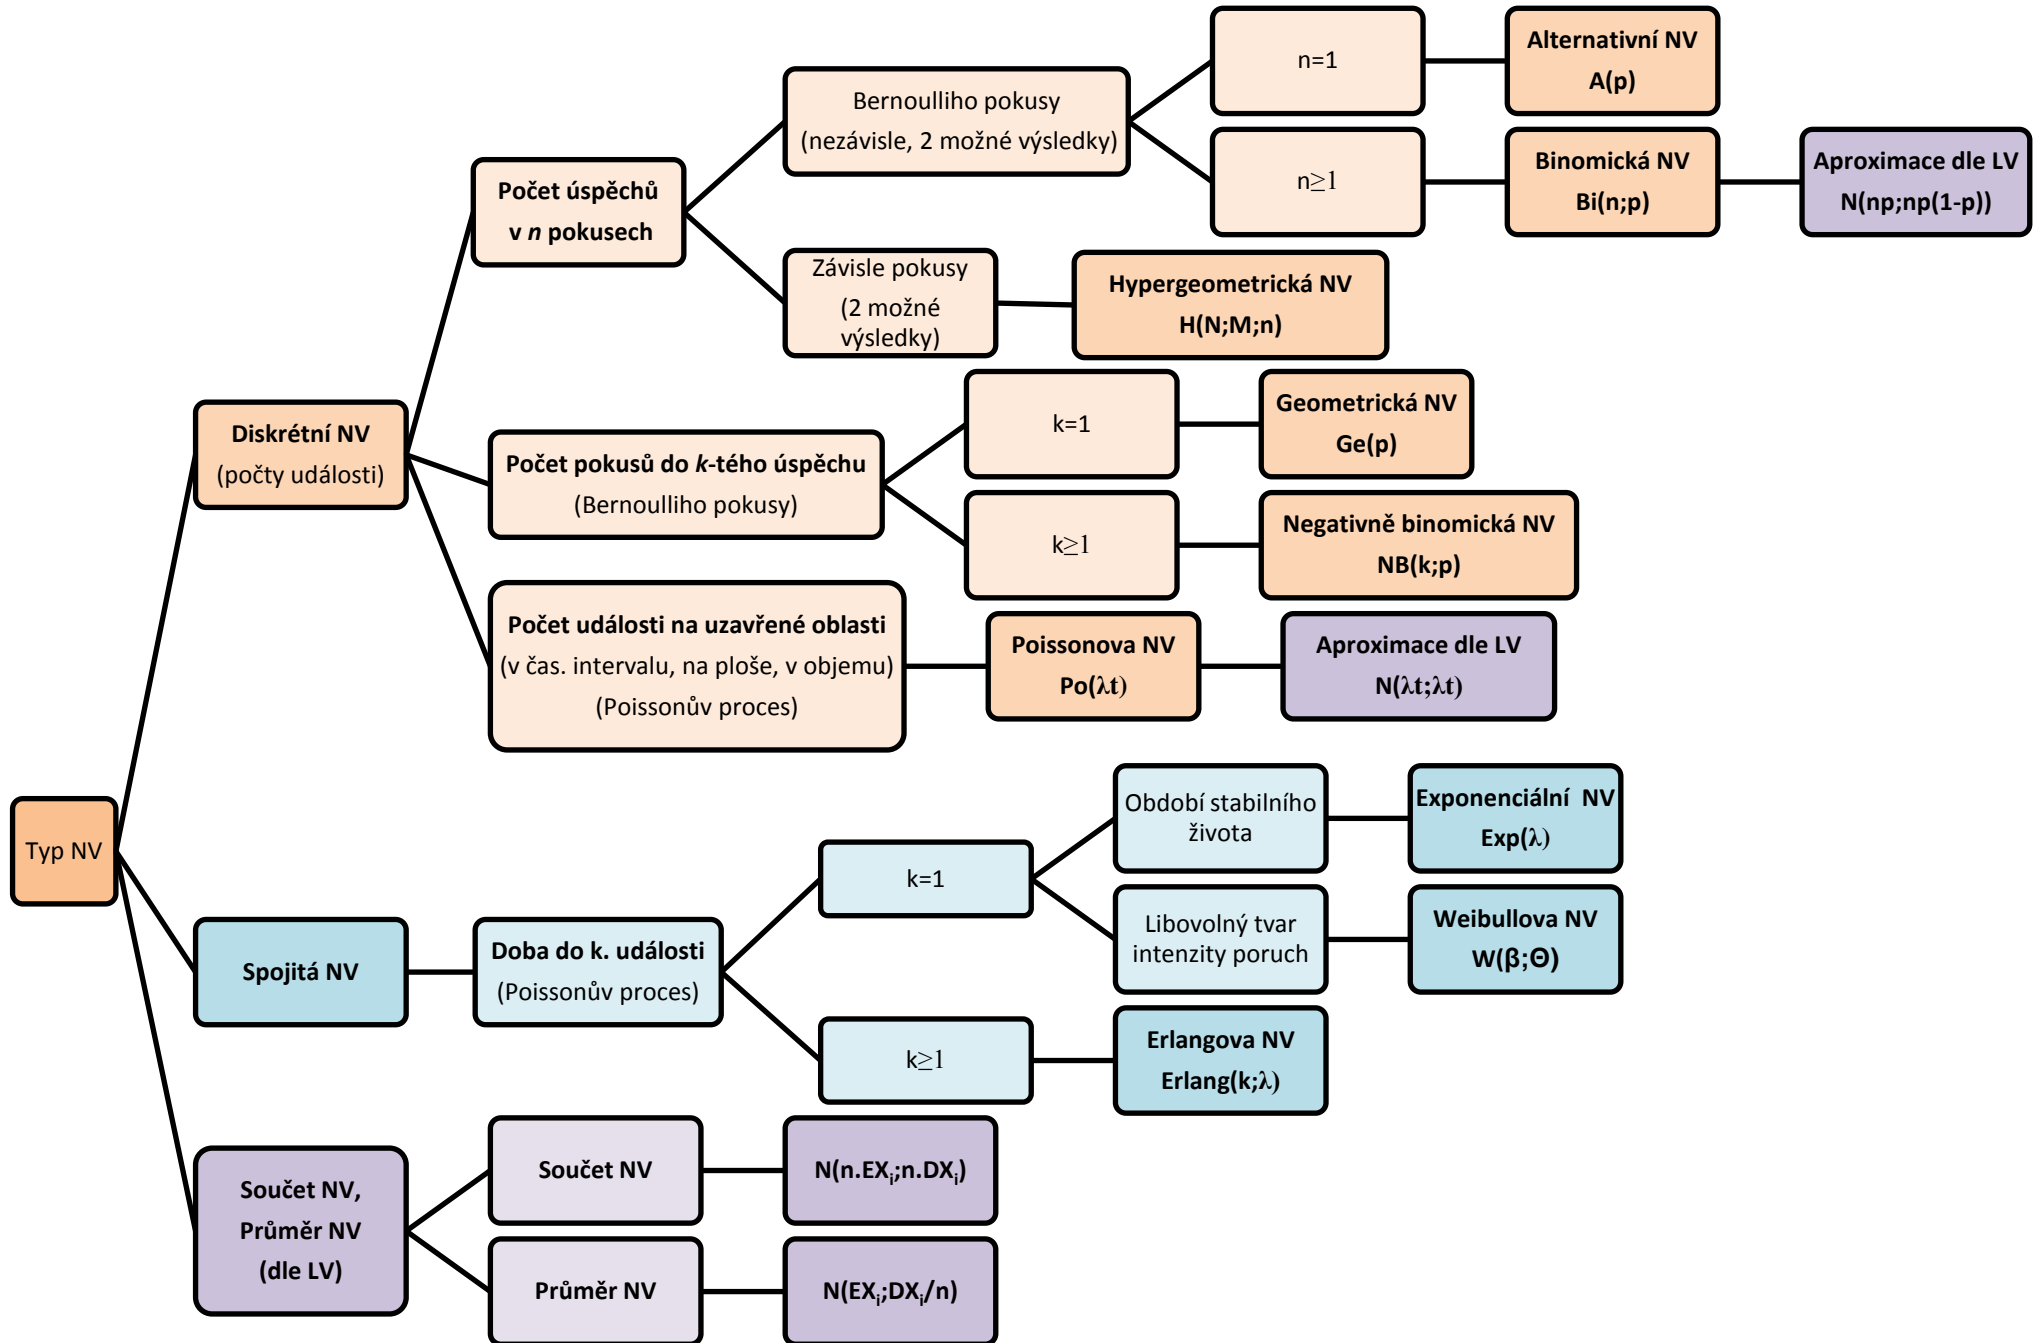 Typ NV
Diskrétní NV
(počty události)
Počet úspěchů
v n pokusech
Bernoulliho pokusy
(nezávisle, 2 možné výsledky)
n=1
Alternativní NV
A(p)
n≥1
Binomická NV
Bi(n;p)
Aproximace dle LV
N(np;np(1-p))
Závisle pokusy
(2 možné
výsledky)
Hypergeometrická NV
H(N;M;n)
Počet pokusů do k-tého úspěchu
(Bernoulliho pokusy)
k=1
Geometrická NV
Ge(p)
k≥1
Negativně binomická NV
NB(k;p)
Počet události na uzavřené oblasti
(v čas. intervalu, na ploše, v objemu)
(Poissonův proces)
Poissonova NV
Po(λt)
Aproximace dle LV
N(λt;λt)
Spojitá NV
Doba do k. události
(Poissonův proces)
k=1
Období stabilního
života
Exponenciální NV
Exp(λ)
Libovolný tvar
intenzity poruch
Weibullova NV
W(β;Θ)
k≥1
Erlangova NV
Erlang(k;λ)
Součet NV,
Průměr NV
(dle LV)
Součet NV
N(n.EXᵢ;n.DXᵢ)
Průměr NV
N(EXᵢ;DXᵢ/n)